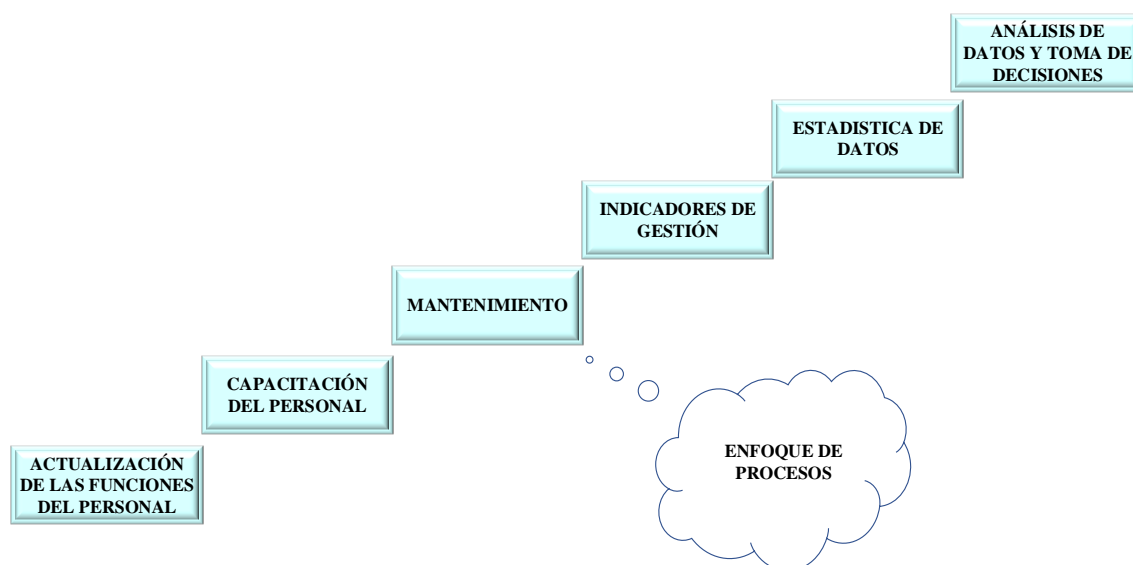 ANÁLISIS DE
DATOS Y TOMA DE
DECISIONES
ESTADISTICA DE
DATOS
INDICADORES DE
GESTIÓN
MANTENIMIENTO
CAPACITACIÓN
DEL PERSONAL
ENFOQUE DE
PROCESOS
ACTUALIZACIÓN
DE LAS FUNCIONES
DEL PERSONAL